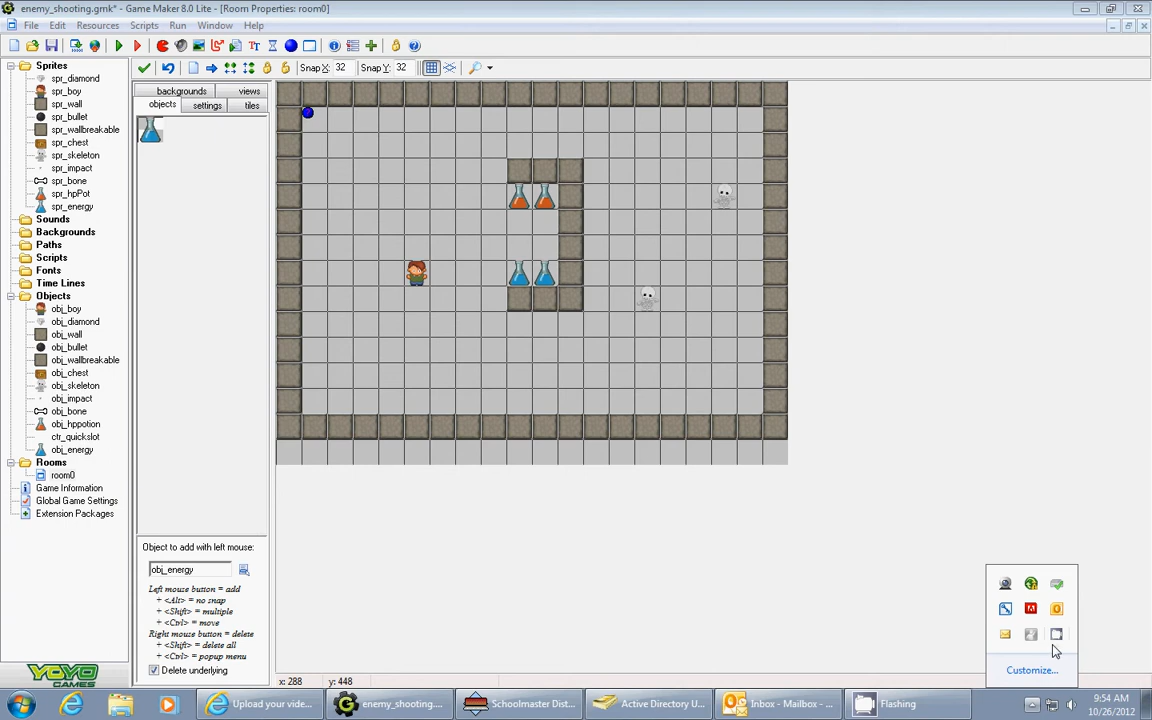 enemy_shooting.gmk* - Game Maker 8.0 Lite - [Room Properties: room0]
File Edit Resources Scripts Run Window Help
Snap X: 32 Snap Y: 32
Sprites
spr_diamond
spr_boy
spr_wall
spr_bullet
spr_wallbreakable
spr_chest
spr_skeleton
spr_impact
spr_bone
spr_hpPot
spr_energy
Sounds
Backgrounds
Paths
Scripts
Fonts
Time Lines
Objects
obj_boy
obj_diamond
obj_wall
obj_bullet
obj_wallbreakable
obj_chest
obj_skeleton
obj_impact
obj_bone
obj_hppotion
ctr_quickslot
obj_energy
Rooms
room0
Game Information
Global Game Settings
Extension Packages
backgrounds views
objects settings tiles
Object to add with left mouse:
obj_energy
Left mouse button = add
+ <Alt> = no snap
+ <Shift> = multiple
+ <Ctrl> = move
Right mouse button = delete
+ <Shift> = delete all
+ <Ctrl> = popup menu
Delete underlying
YOYO
GAMES
x: 288 y: 448
Customize...
Upload your vide...
enemy_shooting....
Schoolmaster Dist...
Active Directory U...
Inbox - Mailbox - ...
Flashing
9:54 AM
10/26/2012